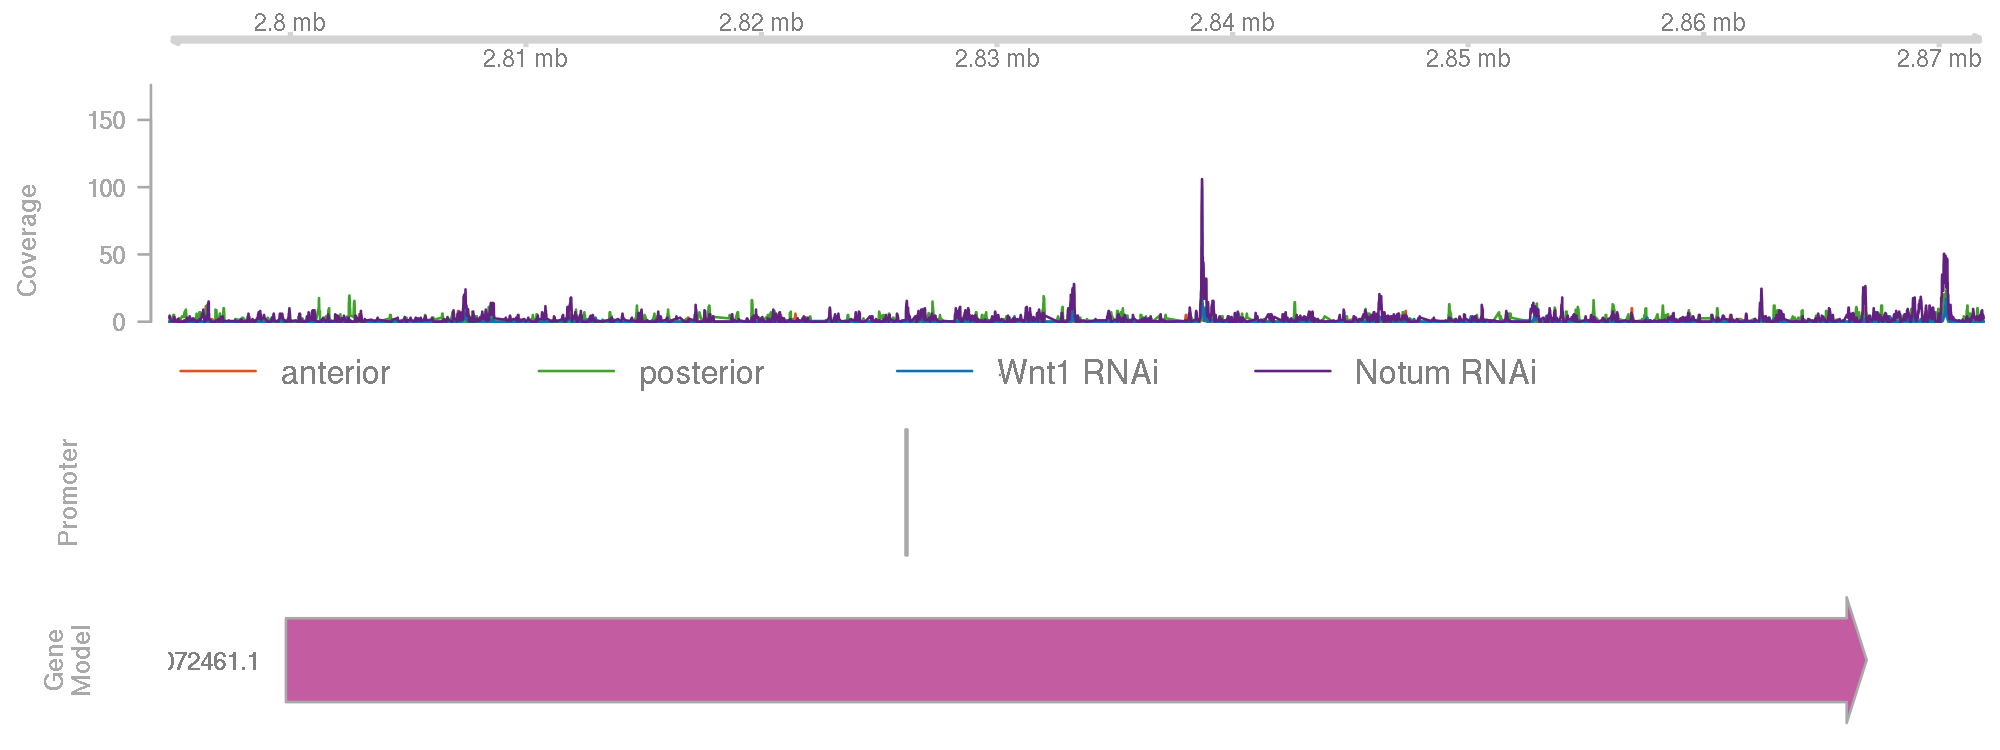 2.8 mb 2.82 mb 2.84 mb 2.86 mb
2.81 mb 2.83 mb 2.85 mb 2.87 mb
150
100
50
0
Coverage
anterior posterior Wnt1 RNAi Notum RNAi
Promoter
Gene
Model
072461.1